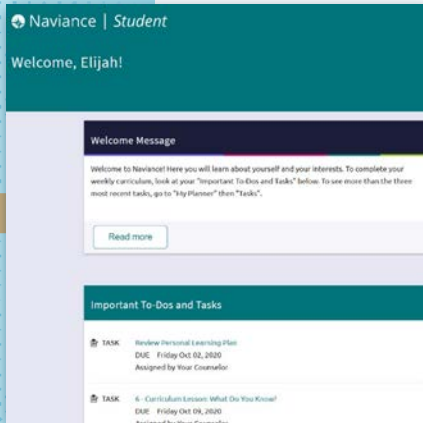 Naviance | Student
Welcome, Elijah!
Welcome Message
Welcome to Naviance! Here you will learn about yourself and your interests. To complete your
weekly curriculum, look at your "Important To-Dos and Tasks" below. To see more than the three
most recent tasks, go to "My Planner" then "Tasks".
Read more
Important To-Dos and Tasks
TASK Review Personal Learning Plan
DUE Friday Oct 02, 2020
Assigned by Your Counselor
TASK 6 - Curriculum Lesson: What Do You Know?
DUE Friday Oct 09, 2020
Assigned by Your Counselor